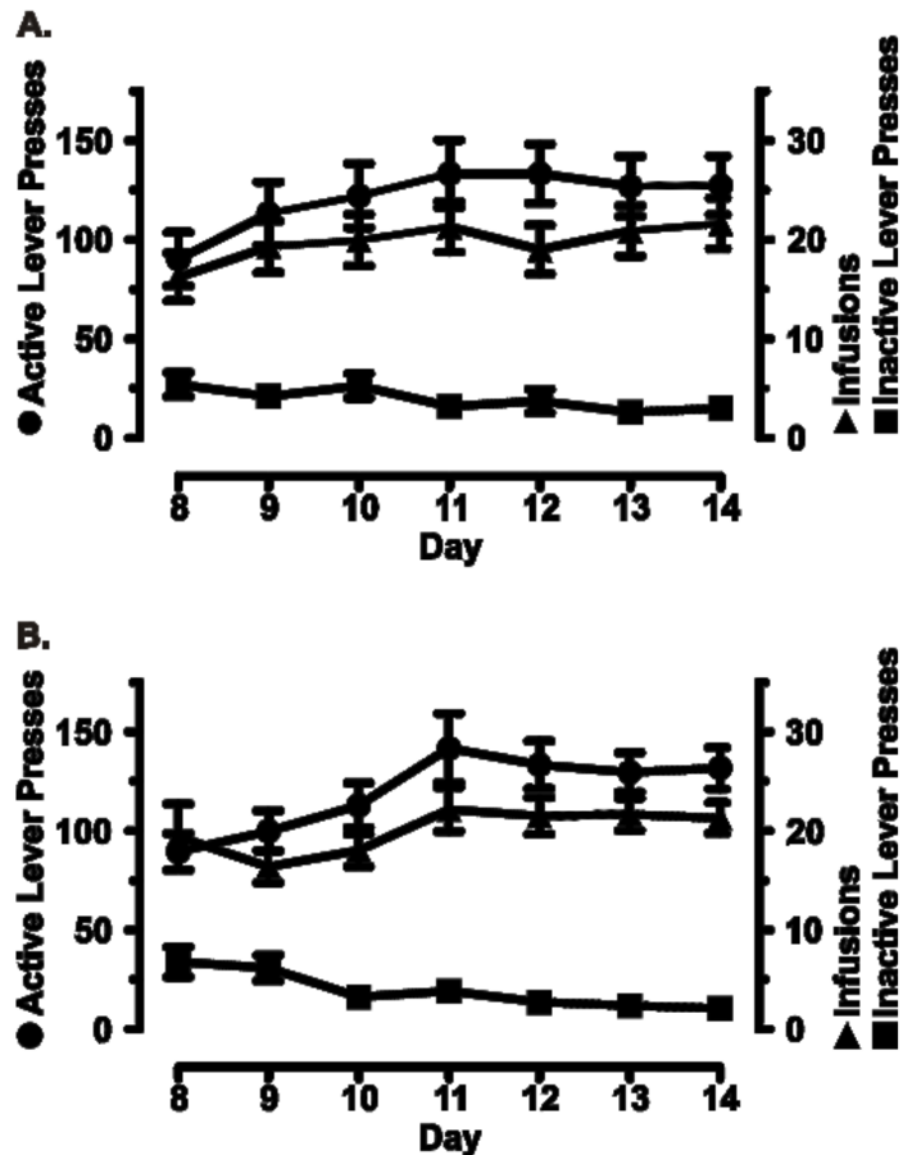 A.
Active Lever Presses
150
100
50
0
30
20
10
0
Infusions
Inactive Lever Presses
8 9 10 11 12 13 14
Day
B.
Active Lever Presses
150
100
50
0
30
20
10
0
Infusions
Inactive Lever Presses
8 9 10 11 12 13 14
Day